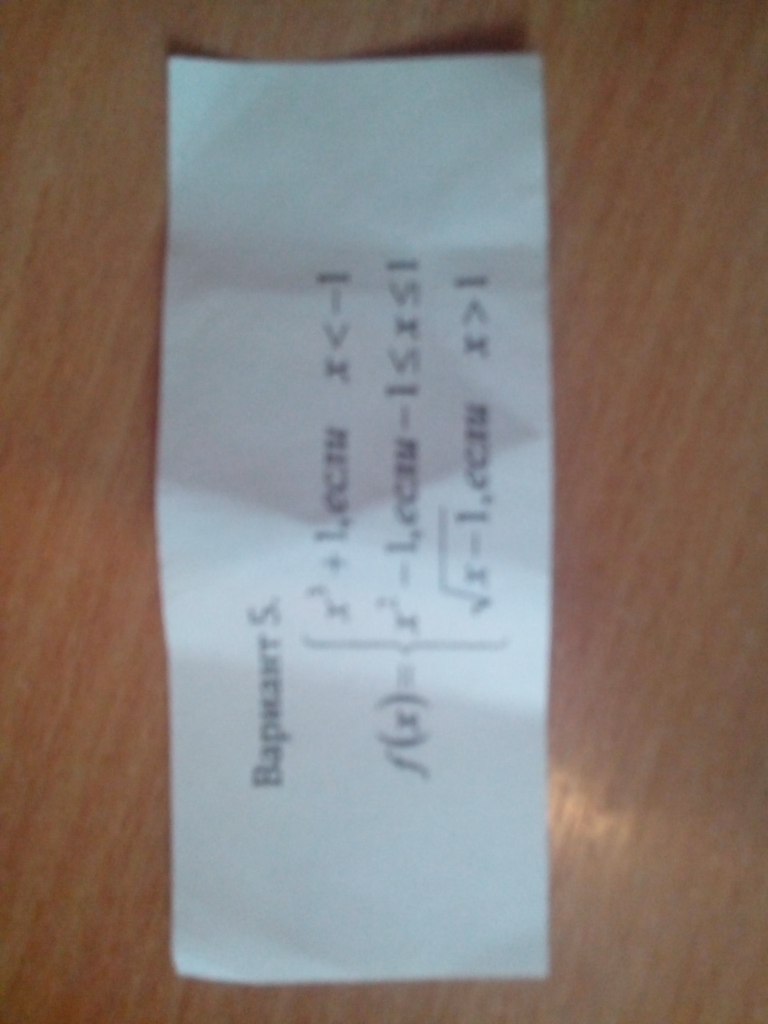 Вариант 5.
x³ + 1, если x < −1
f(x) = { x² − 1, если −1 ≤ x ≤ 1
√x − 1, если x > 1